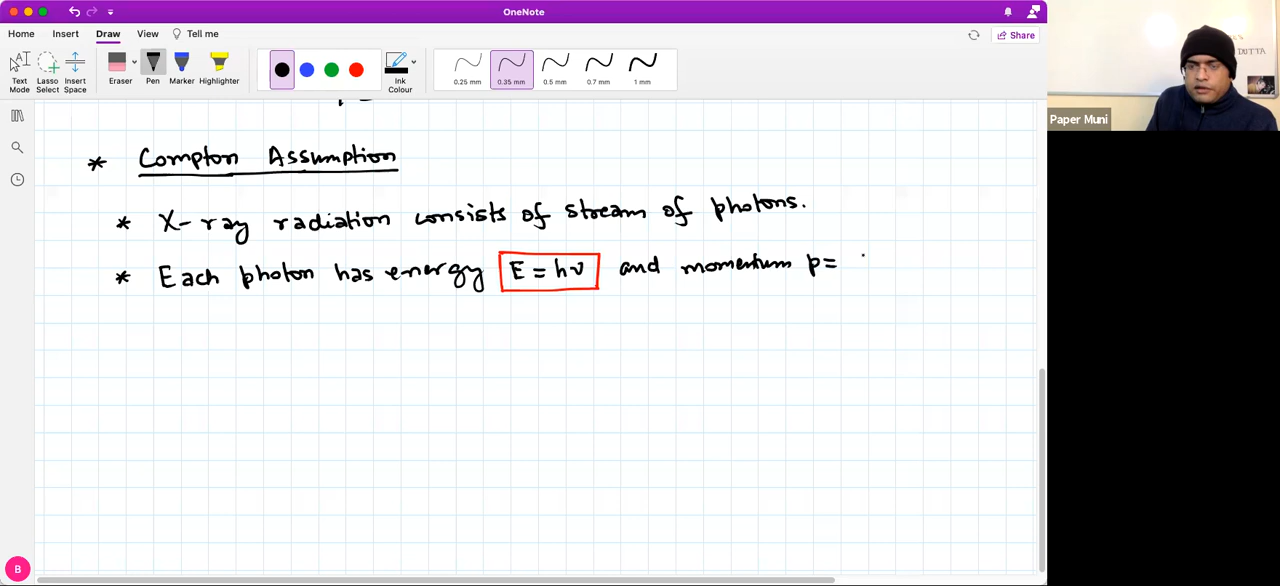 OneNote
Home Insert Draw View Tell me
Share
Text Mode
Lasso Select
Insert Space
Eraser
Pen
Marker
Highlighter
Ink Colour
0.25 mm 0.35 mm 0.5 mm 0.7 mm 1 mm
DUTTA
Paper Muni
* Compton Assumption
* X-ray radiation consists of stream of photons.
* Each photon has energy E = hν and momentum p=
B